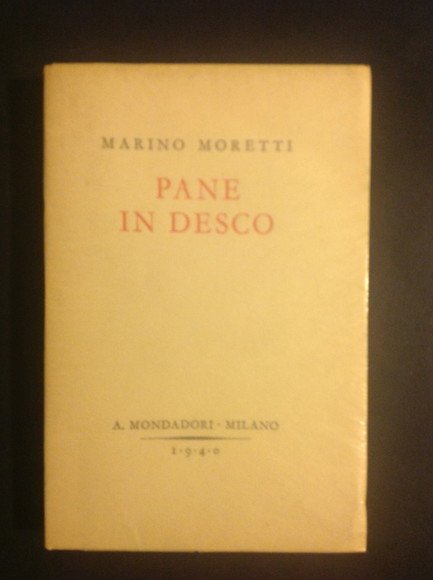 MARINO MORETTI
PANE
IN DESCO
A. MONDADORI · MILANO
1·9·4·0